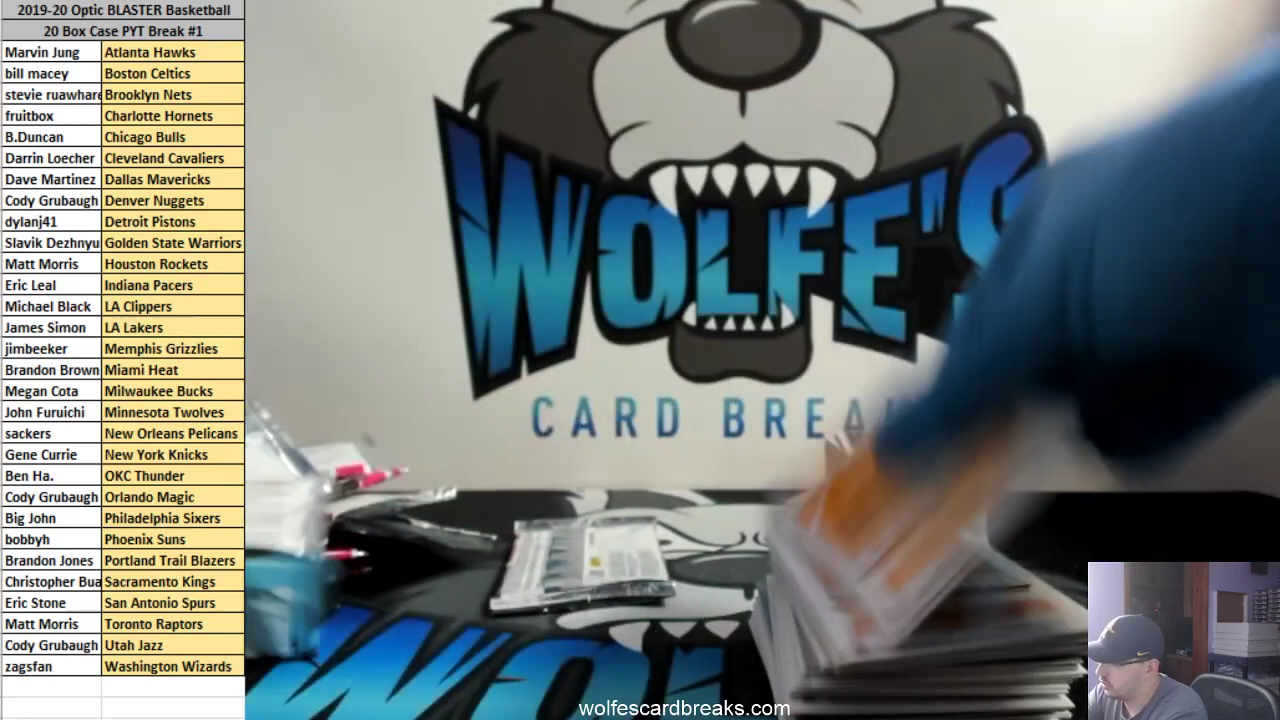 2019-20 Optic BLASTER Basketball
20 Box Case PYT Break #1
Marvin Jung Atlanta Hawks
bill macey Boston Celtics
stevie ruawhare Brooklyn Nets
fruitbox Charlotte Hornets
B.Duncan Chicago Bulls
Darrin Loecher Cleveland Cavaliers
Dave Martinez Dallas Mavericks
Cody Grubaugh Denver Nuggets
dylanj41 Detroit Pistons
Slavik Dezhnyu Golden State Warriors
Matt Morris Houston Rockets
Eric Leal Indiana Pacers
Michael Black LA Clippers
James Simon LA Lakers
jimbeeker Memphis Grizzlies
Brandon Brown Miami Heat
Megan Cota Milwaukee Bucks
John Furuichi Minnesota Twolves
sackers New Orleans Pelicans
Gene Currie New York Knicks
Ben Ha. OKC Thunder
Cody Grubaugh Orlando Magic
Big John Philadelphia Sixers
bobbyh Phoenix Suns
Brandon Jones Portland Trail Blazers
Christopher Bua Sacramento Kings
Eric Stone San Antonio Spurs
Matt Morris Toronto Raptors
Cody Grubaugh Utah Jazz
zagsfan Washington Wizards
WOLFE'S
CARD BREA
WOL
wolfescardbreaks.com